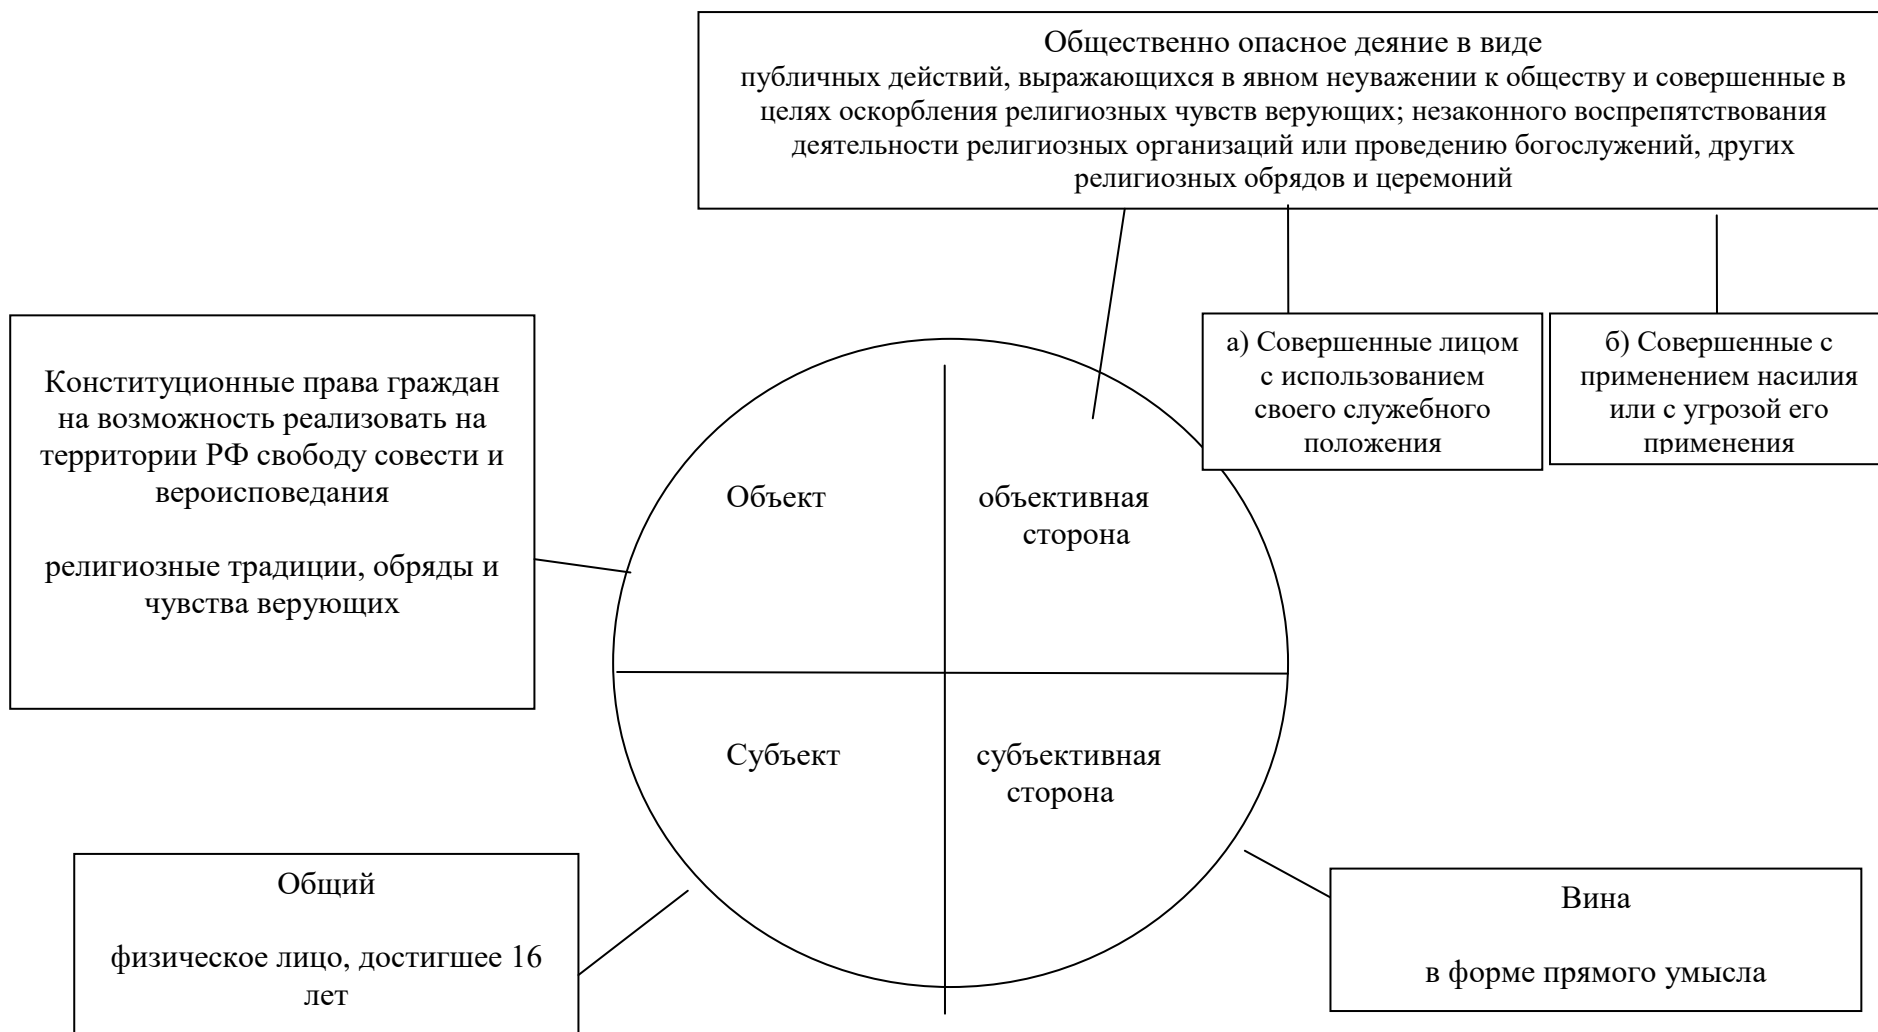 Общественно опасное деяние в виде
публичных действий, выражающихся в явном неуважении к обществу и совершенные в
целях оскорбления религиозных чувств верующих; незаконного воспрепятствования
деятельности религиозных организаций или проведению богослужений, других
религиозных обрядов и церемоний
а) Совершенные лицом
с использованием
своего служебного
положения
б) Совершенные с
применением насилия
или с угрозой его
применения
Конституционные права граждан
на возможность реализовать на
территории РФ свободу совести и
вероисповедания
религиозные традиции, обряды и
чувства верующих
Объект
объективная
сторона
Субъект
субъективная
сторона
Общий
физическое лицо, достигшее 16
лет
Вина
в форме прямого умысла